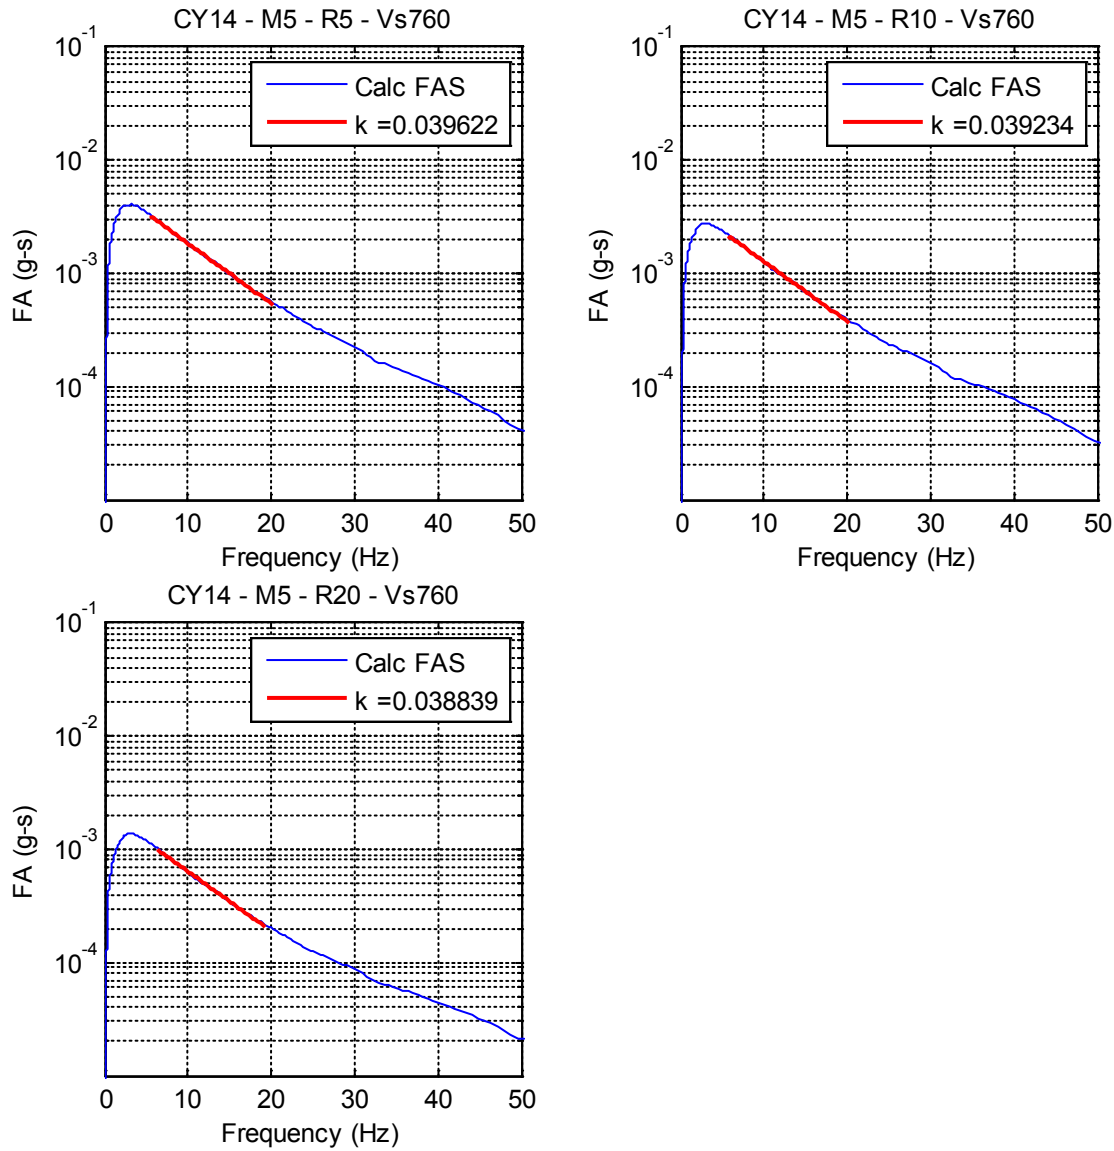 CY14 - M5 - R5 - Vs760
10^-1
10^-2
10^-3
10^-4
FA (g-s)
Calc FAS
k =0.039622
0 10 20 30 40 50
Frequency (Hz)
CY14 - M5 - R10 - Vs760
10^-1
10^-2
10^-3
10^-4
FA (g-s)
Calc FAS
k =0.039234
0 10 20 30 40 50
Frequency (Hz)
CY14 - M5 - R20 - Vs760
10^-1
10^-2
10^-3
10^-4
FA (g-s)
Calc FAS
k =0.038839
0 10 20 30 40 50
Frequency (Hz)